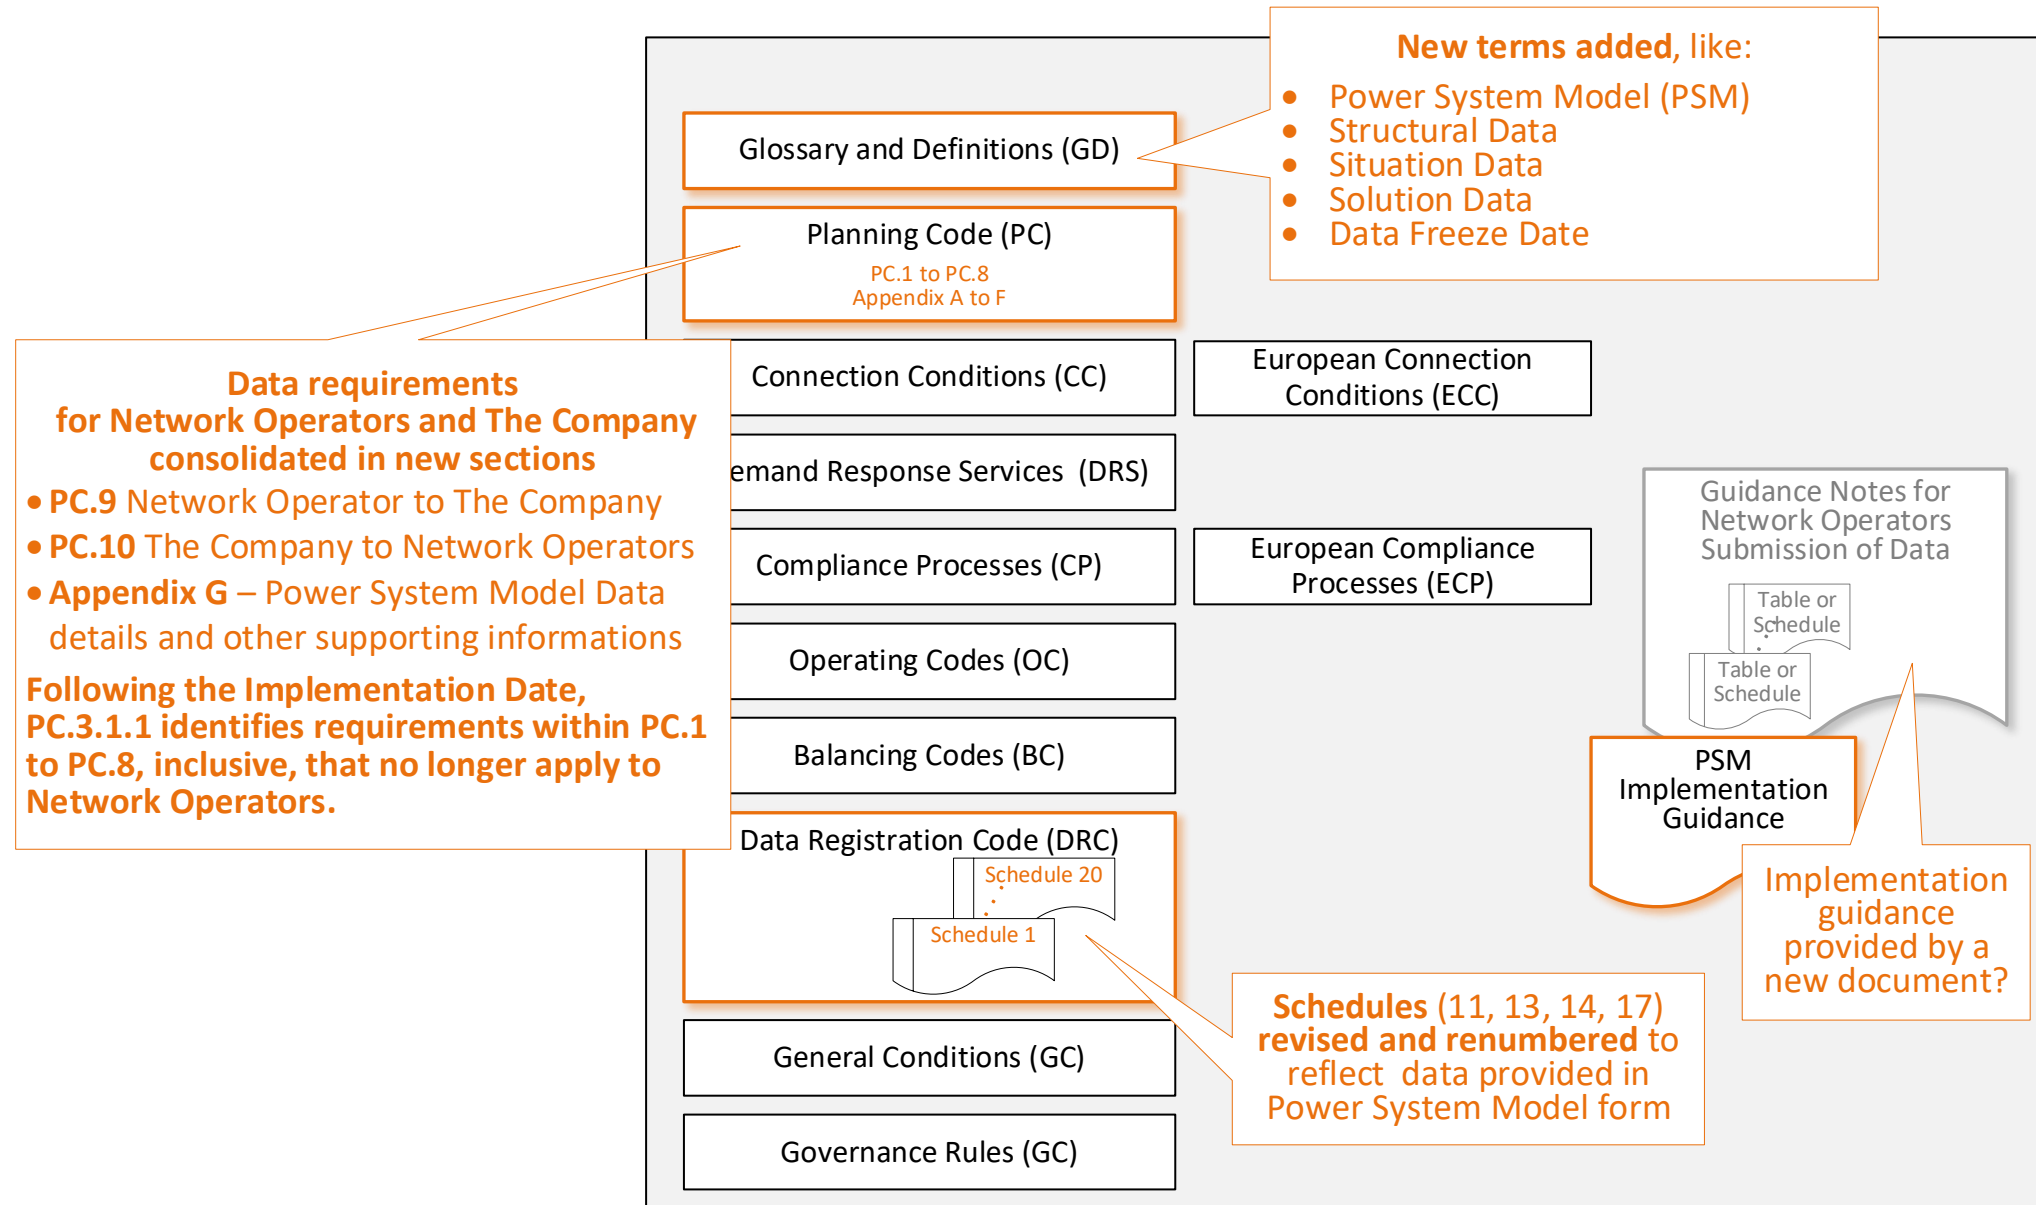 New terms added, like:
• Power System Model (PSM)
• Structural Data
• Situation Data
• Solution Data
• Data Freeze Date
Glossary and Definitions (GD)
Planning Code (PC)
PC.1 to PC.8
Appendix A to F
Data requirements
for Network Operators and The Company
consolidated in new sections
• PC.9 Network Operator to The Company
• PC.10 The Company to Network Operators
• Appendix G – Power System Model Data
details and other supporting informations
Following the Implementation Date,
PC.3.1.1 identifies requirements within PC.1
to PC.8, inclusive, that no longer apply to
Network Operators.
Connection Conditions (CC)
European Connection
Conditions (ECC)
emand Response Services (DRS)
Compliance Processes (CP)
European Compliance
Processes (ECP)
Operating Codes (OC)
Balancing Codes (BC)
Data Registration Code (DRC)
Schedule 20
Schedule 1
General Conditions (GC)
Governance Rules (GC)
Guidance Notes for
Network Operators
Submission of Data
Table or
Schedule
Table or
Schedule
PSM
Implementation
Guidance
Implementation
guidance
provided by a
new document?
Schedules (11, 13, 14, 17)
revised and renumbered to
reflect data provided in
Power System Model form